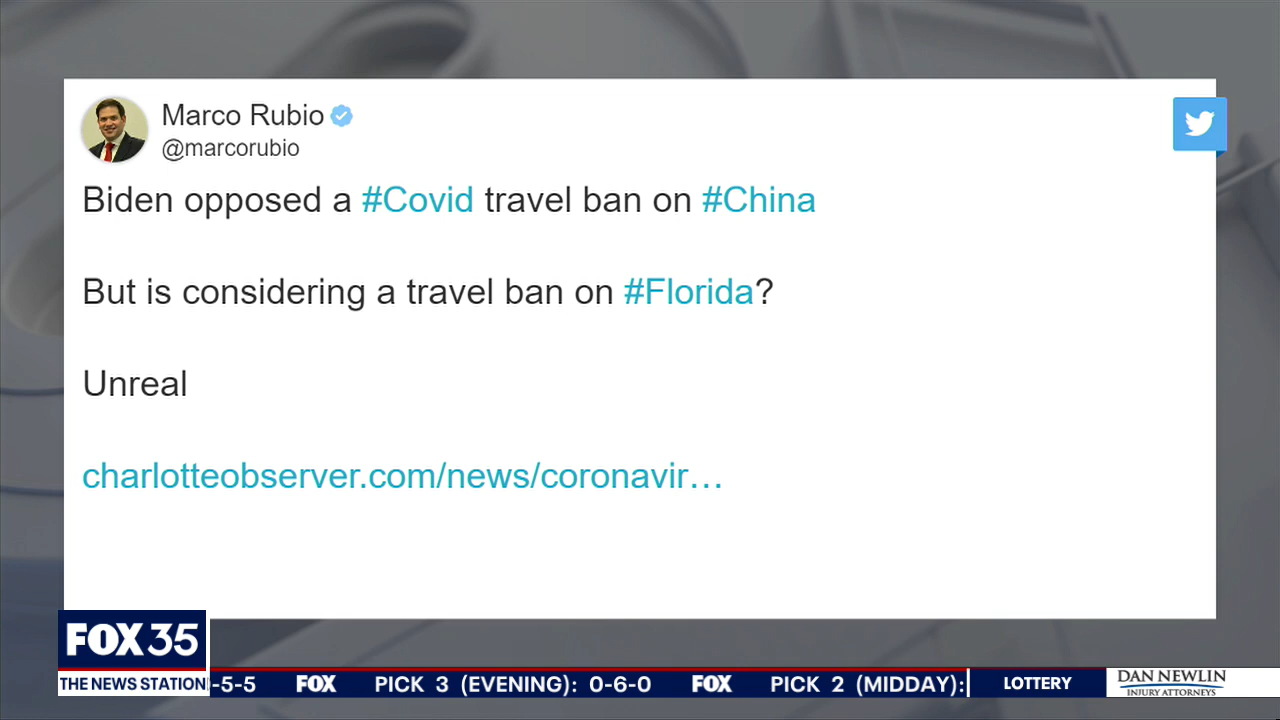 Marco Rubio
@marcorubio
Biden opposed a #Covid travel ban on #China
But is considering a travel ban on #Florida?
Unreal
charlotteobserver.com/news/coronavir…
FOX 35
THE NEWS STATION
-5-5 FOX PICK 3 (EVENING): 0-6-0 FOX PICK 2 (MIDDAY):
LOTTERY
DAN NEWLIN
INJURY ATTORNEYS